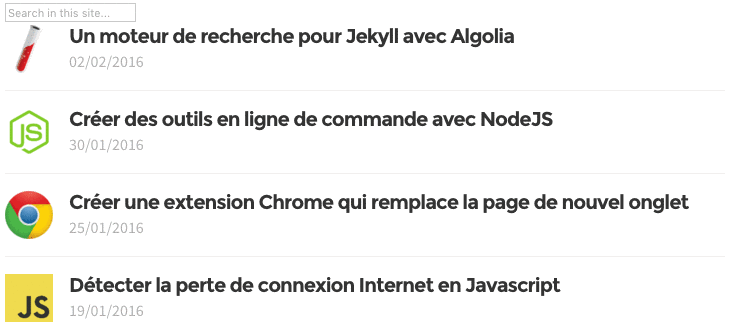 Search in this site...
Un moteur de recherche pour Jekyll avec Algolia
02/02/2016
JS
Créer des outils en ligne de commande avec NodeJS
30/01/2016
Créer une extension Chrome qui remplace la page de nouvel onglet
25/01/2016
JS
Détecter la perte de connexion Internet en Javascript
19/01/2016